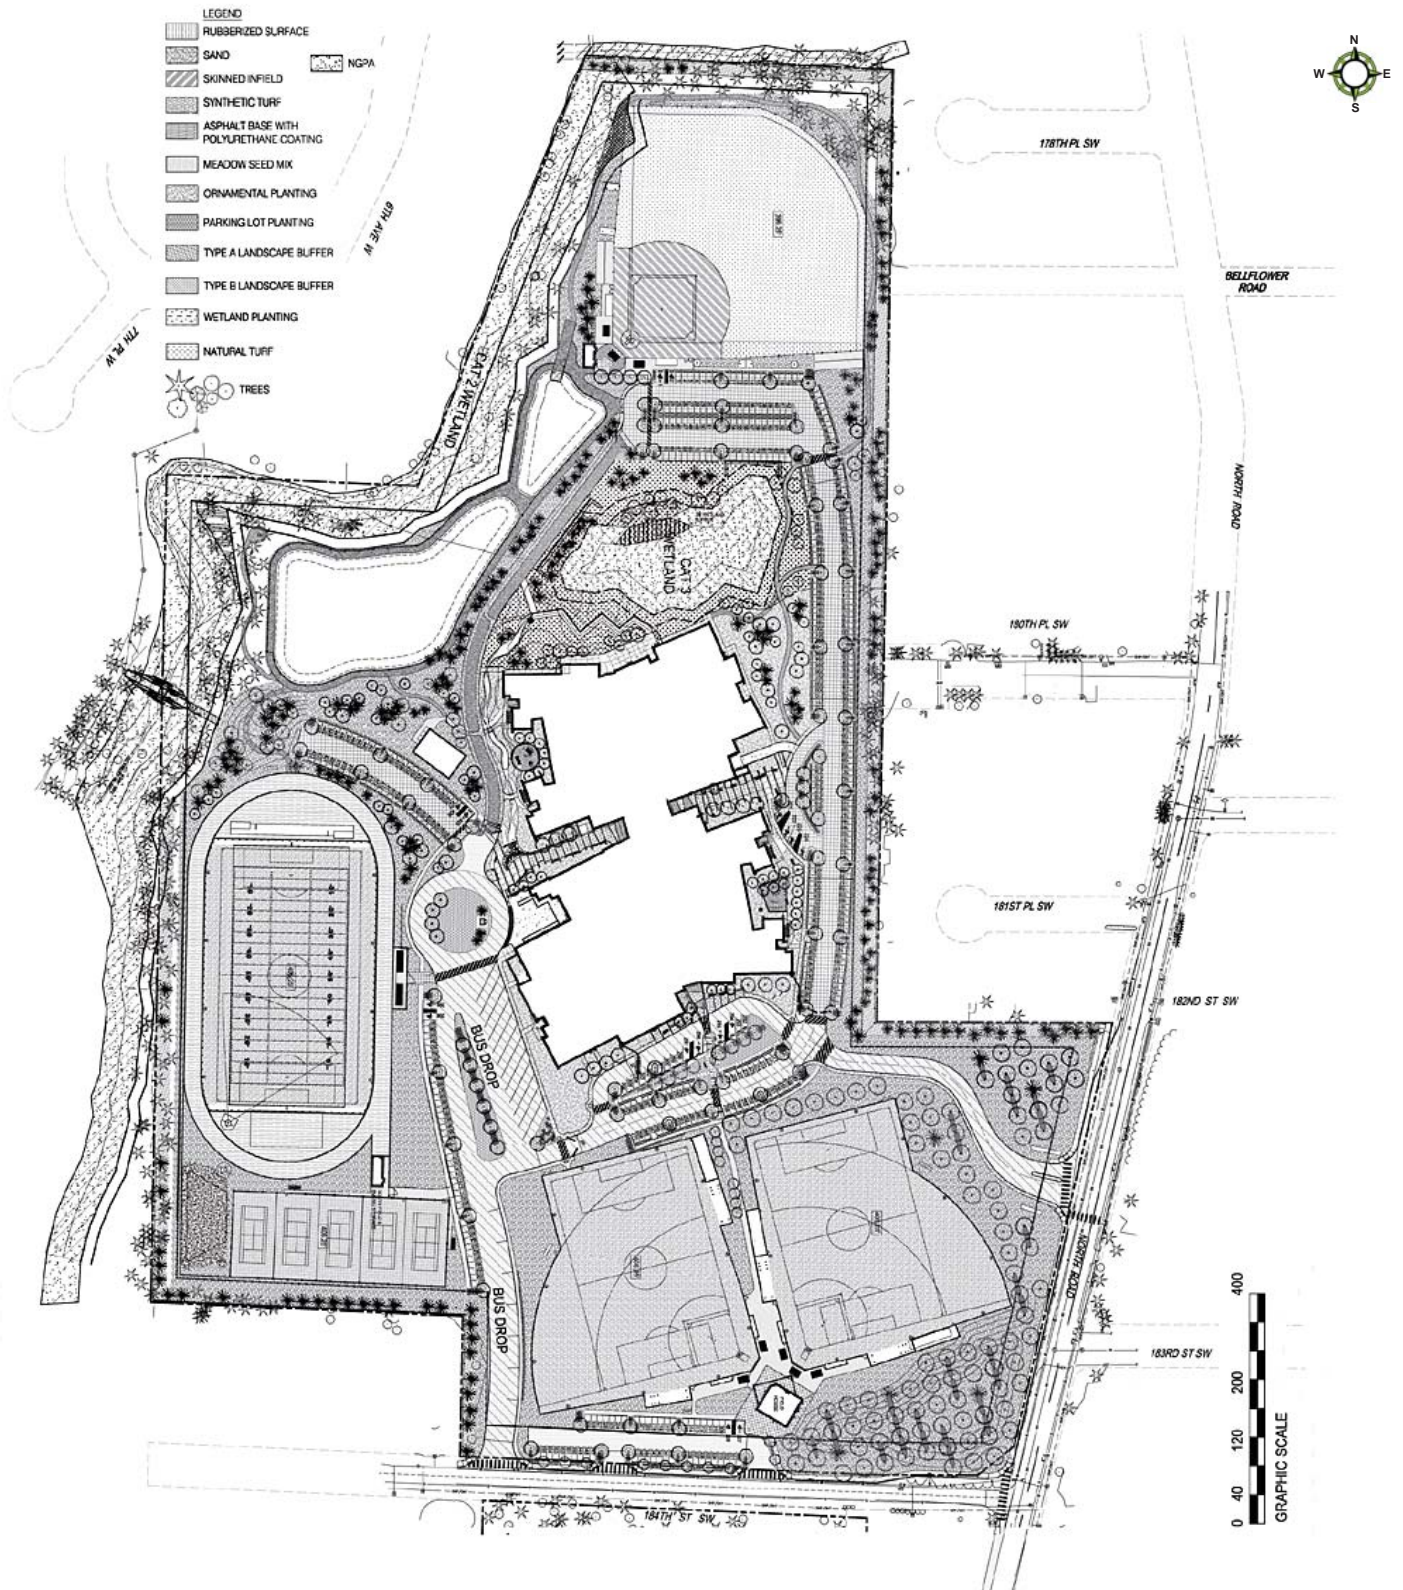 LEGEND
RUBBERIZED SURFACE
SAND
NGPA
SKINNED INFIELD
SYNTHETIC TURF
ASPHALT BASE WITH
POLYURETHANE COATING
MEADOW SEED MIX
ORNAMENTAL PLANTING
PARKING LOT PLANTING
TYPE A LANDSCAPE BUFFER
TYPE B LANDSCAPE BUFFER
WETLAND PLANTING
NATURAL TURF
TREES
N
W
E
S
178TH PL SW
6TH AVE W
7TH PL W
BELLFLOWER
ROAD
CAT 2 WETLAND
NORTH ROAD
CAT 3
WETLAND
180TH PL SW
181ST PL SW
182ND ST SW
BUS DROP
BUS DROP
NORTH ROAD
183RD ST SW
184TH ST SW
0
40
120
200
400
GRAPHIC SCALE